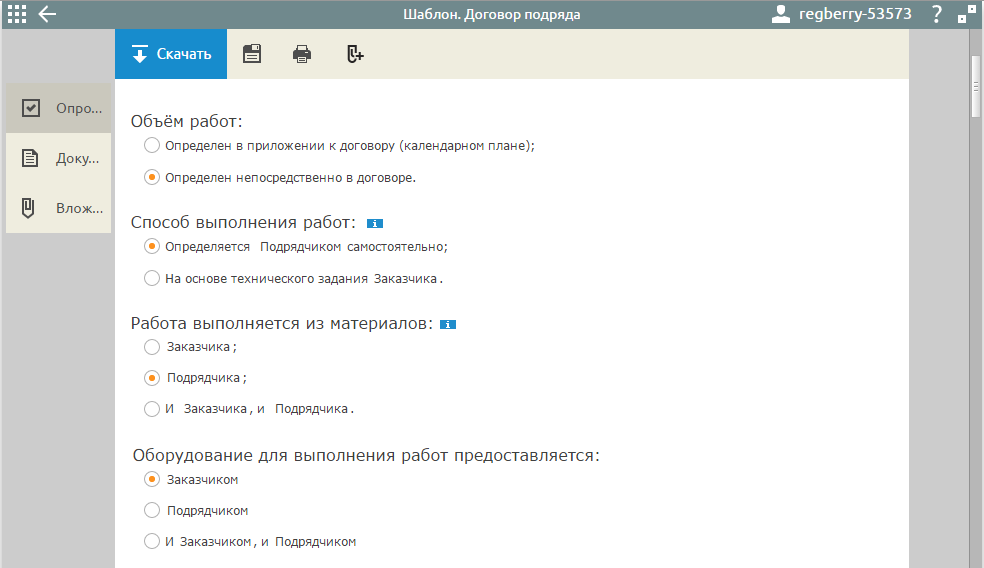 Шаблон. Договор подряда
regberry-53573
?
Скачать
Опро...
Доку...
Влож...
Объём работ:
Определен в приложении к договору (календарном плане);
Определен непосредственно в договоре.
Способ выполнения работ: i
Определяется Подрядчиком самостоятельно;
На основе технического задания Заказчика.
Работа выполняется из материалов: i
Заказчика;
Подрядчика;
И Заказчика, и Подрядчика.
Оборудование для выполнения работ предоставляется:
Заказчиком
Подрядчиком
И Заказчиком, и Подрядчиком